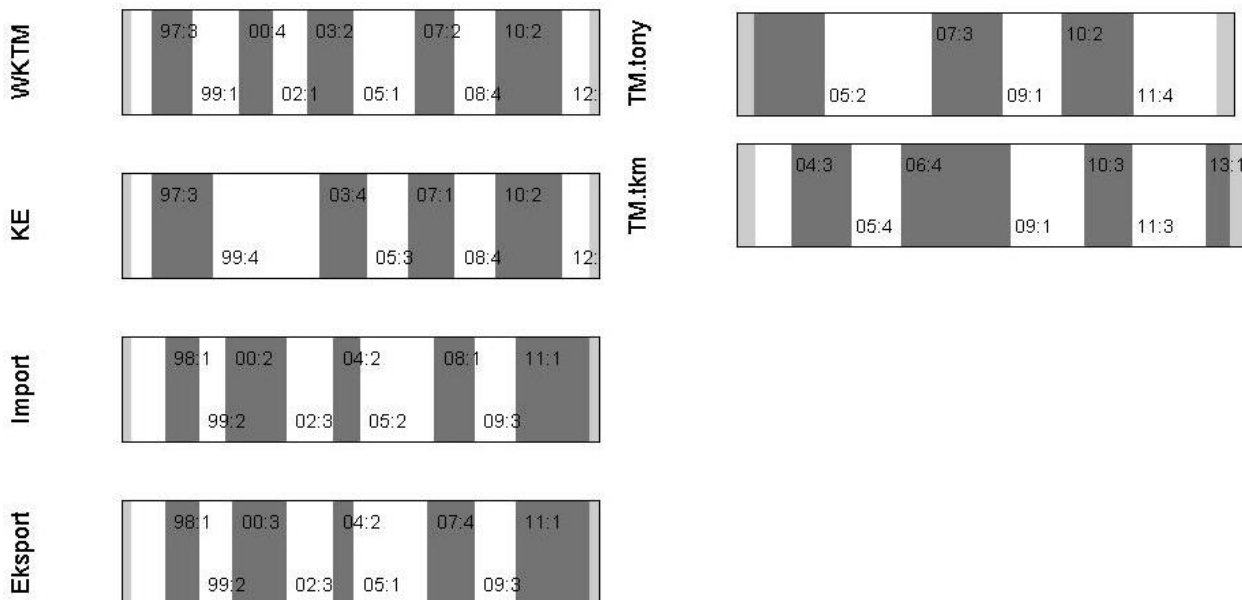 WKTM
97:3 00:4 03:2 07:2 10:2
99:1 02:1 05:1 08:4 12:
KE
97:3 03:4 07:1 10:2
99:4 05:3 08:4 12:
Import
98:1 00:2 04:2 08:1 11:1
99:2 02:3 05:2 09:3
Eksport
98:1 00:3 04:2 07:4 11:1
99:2 02:3 05:1 09:3
TM.tony
07:3 10:2
05:2 09:1 11:4
TM.tkm
04:3 06:4 10:3 13:1
05:4 09:1 11:3